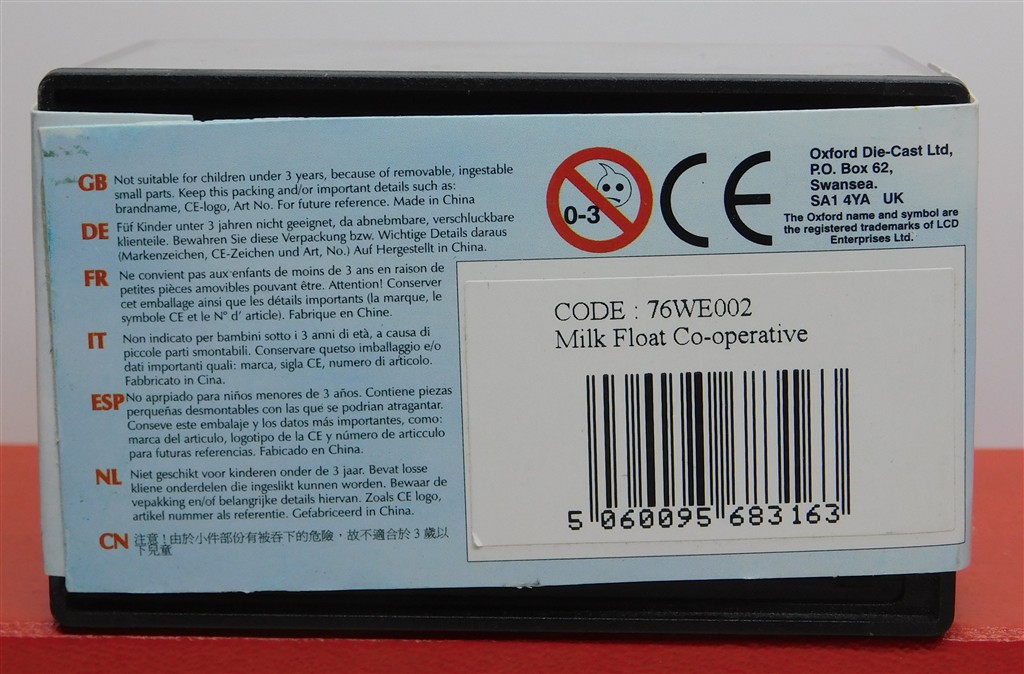 GB Not suitable for children under 3 years, because of removable, ingestable
small parts. Keep this packing and/or important details such as:
brandname, CE-logo, Art No. For future reference. Made in China
DE Füf Kinder unter 3 jahren nicht geeignet, da abnembare, verschluckbare
klienteile. Bewahren Sie diese Verpackung bzw. Wichtige Details daraus
(Markenzeichen, CE-Zeichen und Art, No.) Auf Hergestellt in China.
FR Ne convient pas aux enfants de moins de 3 ans en raison de
petites pièces amovibles pouvant être. Attention! Conserver
cet emballage ainsi que les détails importants (la marque, le
symbole CE et le N° d' article). Fabrique en Chine.
IT Non indicato per bambini sotto i 3 anni di età, a causa di
piccole parti smontabili. Conservare quetso imballaggio e/o
dati importanti quali: marca, sigla CE, numero di articolo.
Fabbricato in Cina.
ESP No aprpiado para niños menores de 3 años. Contiene piezas
perqueñas desmontables con las que se podrian atragantar.
Conseve este embalaje y los datos más importantes, como:
marca del articulo, logotipo de la CE y número de articculo
para futuras referencias. Fabicado en China.
NL Niet geschikt voor kinderen onder de 3 jaar. Bevat losse
kliene onderdelen die ingeslikt kunnen worden. Bewaar de
vepakking en/of belangrijke details hiervan. Zoals CE logo,
artikel nummer als referentie. Gefabriceerd in China.
CN 注意!由於小件部份有被吞下的危險,故不適合於3歲以
下兒童
0-3
CE
Oxford Die-Cast Ltd,
P.O. Box 62,
Swansea.
SA1 4YA UK
The Oxford name and symbol are
the registered trademarks of LCD
Enterprises Ltd.
CODE : 76WE002
Milk Float Co-operative
5 060095 683163